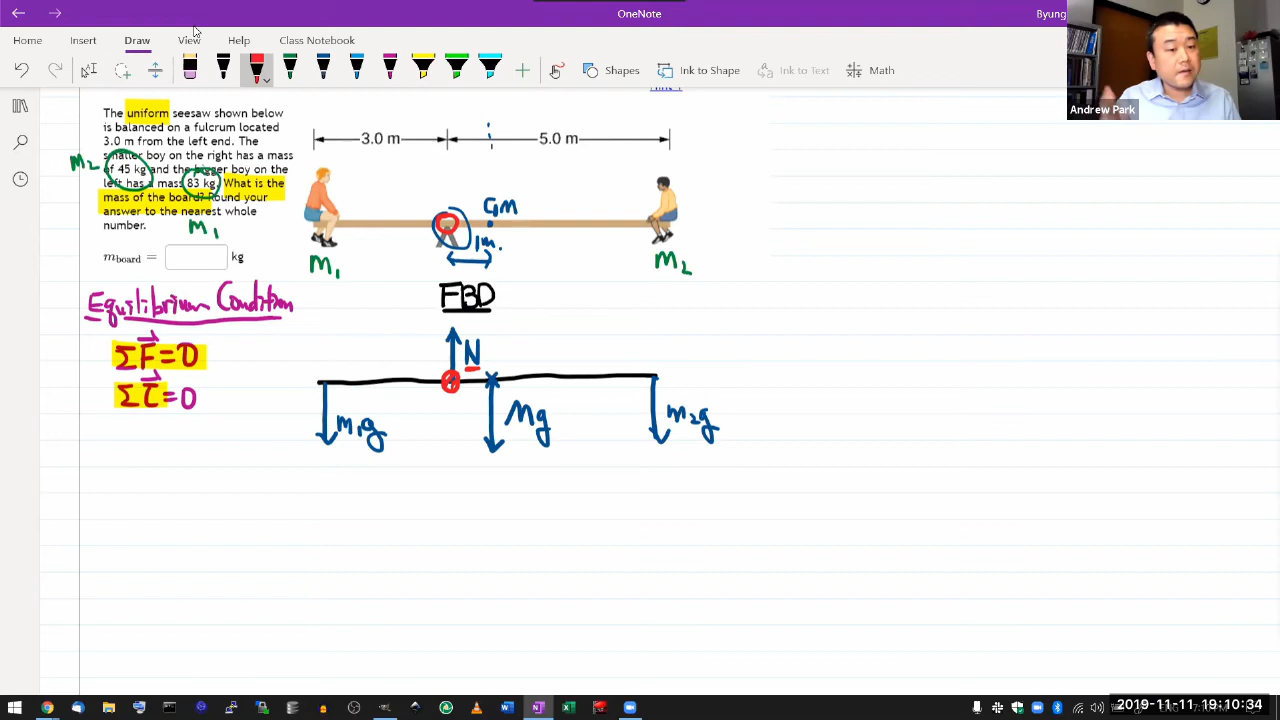 OneNote
Byung
Home Insert Draw View Help Class Notebook
Shapes Ink to Shape Ink to Text Math
Andrew Park
The uniform seesaw shown below
is balanced on a fulcrum located
3.0 m from the left end. The
smaller boy on the right has a mass
of 45 kg and the bigger boy on the
left has a mass 83 kg. What is the
mass of the board? Round your
answer to the nearest whole
number.
m2
m1
mboard = kg
3.0 m 5.0 m
CM
1m.
m1 m2
Equilibrium Condition
ΣF=0
Στ=0
FBD
N
m1g Mg m2g
2019-11-11 19:10:34